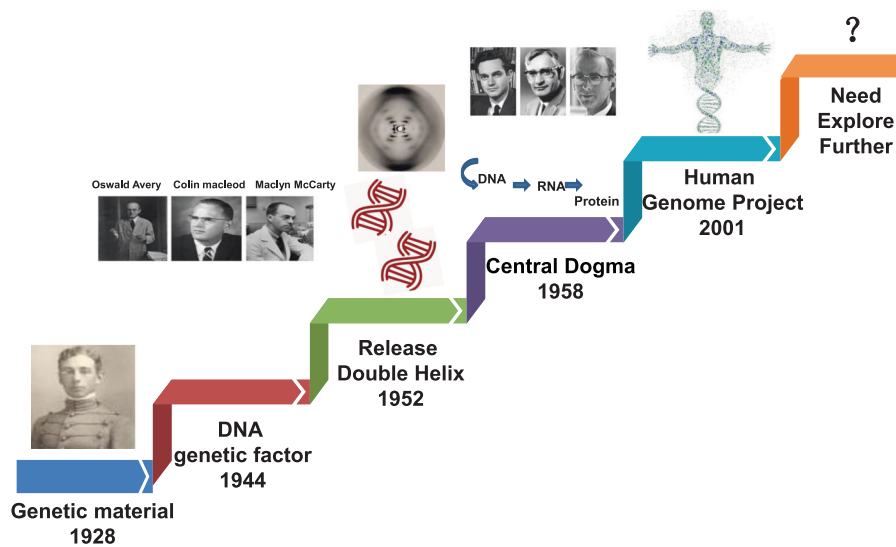 ?
Need
Explore
Further
Human
Genome Project
2001
DNA
RNA
Protein
Central Dogma
1958
Oswald Avery
Colin macleod
Maclyn McCarty
Release
Double Helix
1952
DNA
genetic factor
1944
Genetic material
1928